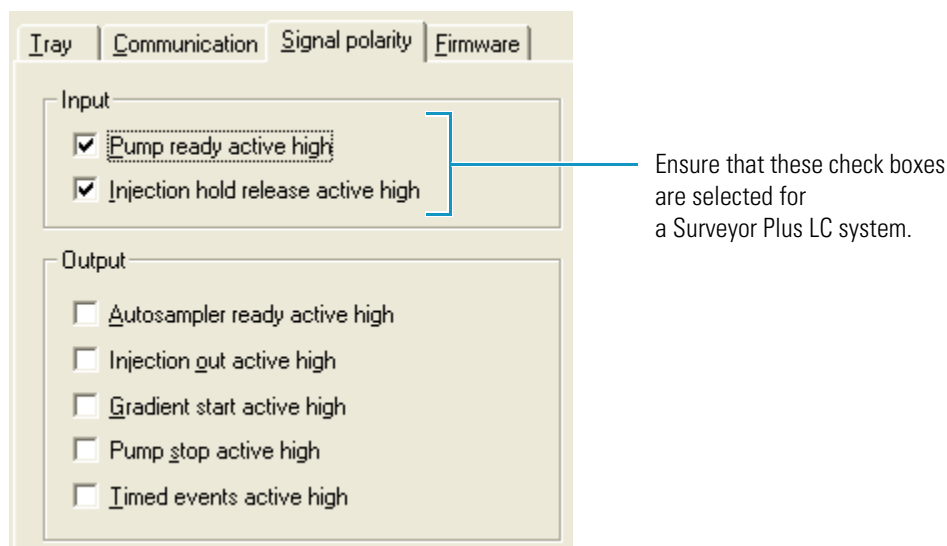 Tray Communication Signal polarity Firmware
Input
Pump ready active high
Injection hold release active high
Ensure that these check boxes
are selected for
a Surveyor Plus LC system.
Output
Autosampler ready active high
Injection out active high
Gradient start active high
Pump stop active high
Timed events active high